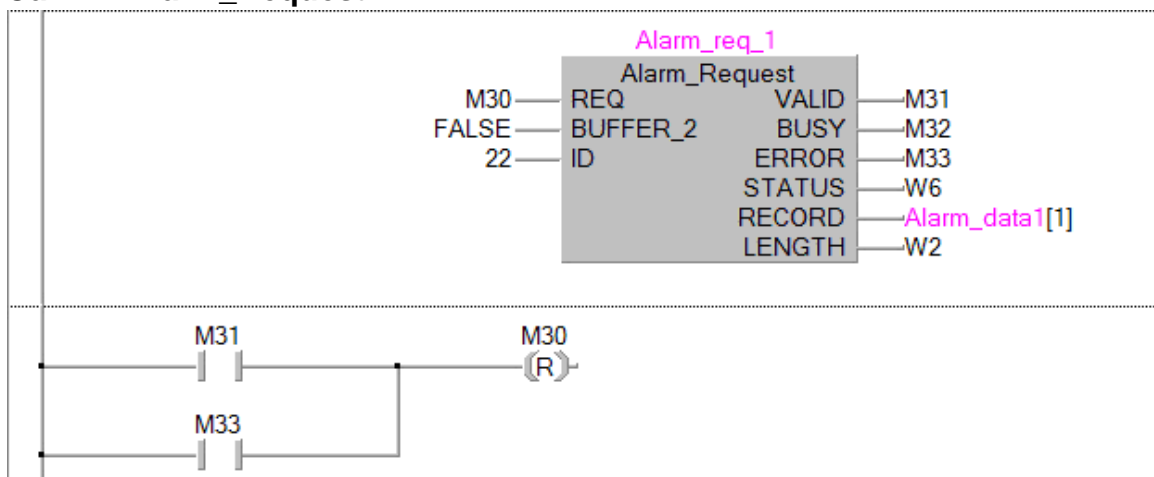 Alarm_req_1
Alarm_Request
M30 REQ VALID M31
FALSE BUFFER_2 BUSY M32
22 ID ERROR M33
STATUS W6
RECORD Alarm_data1[1]
LENGTH W2
M31 M30
(R)
M33